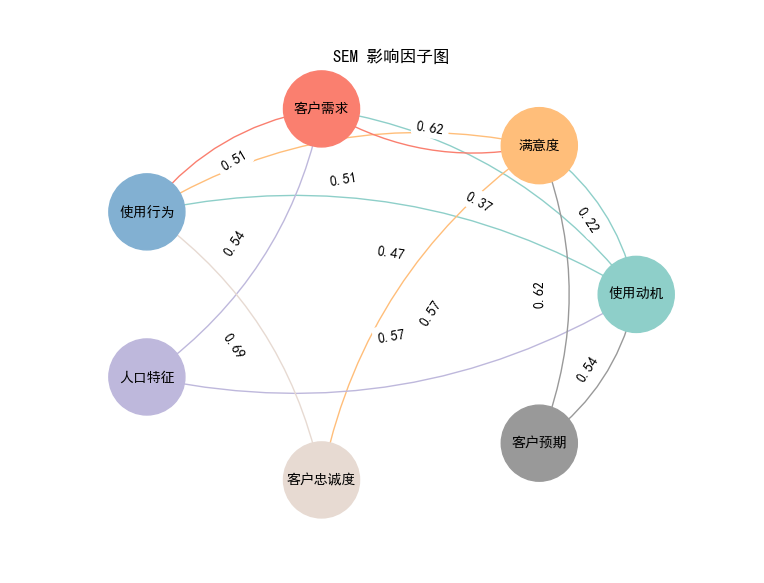 SEM 影响因子图
客户需求
0.62
满意度
0.51
0.51
0.37
使用行为
0.22
0.54
0.47
使用动机
0.62
0.57
0.57
0.69
0.54
人口特征
客户预期
客户忠诚度